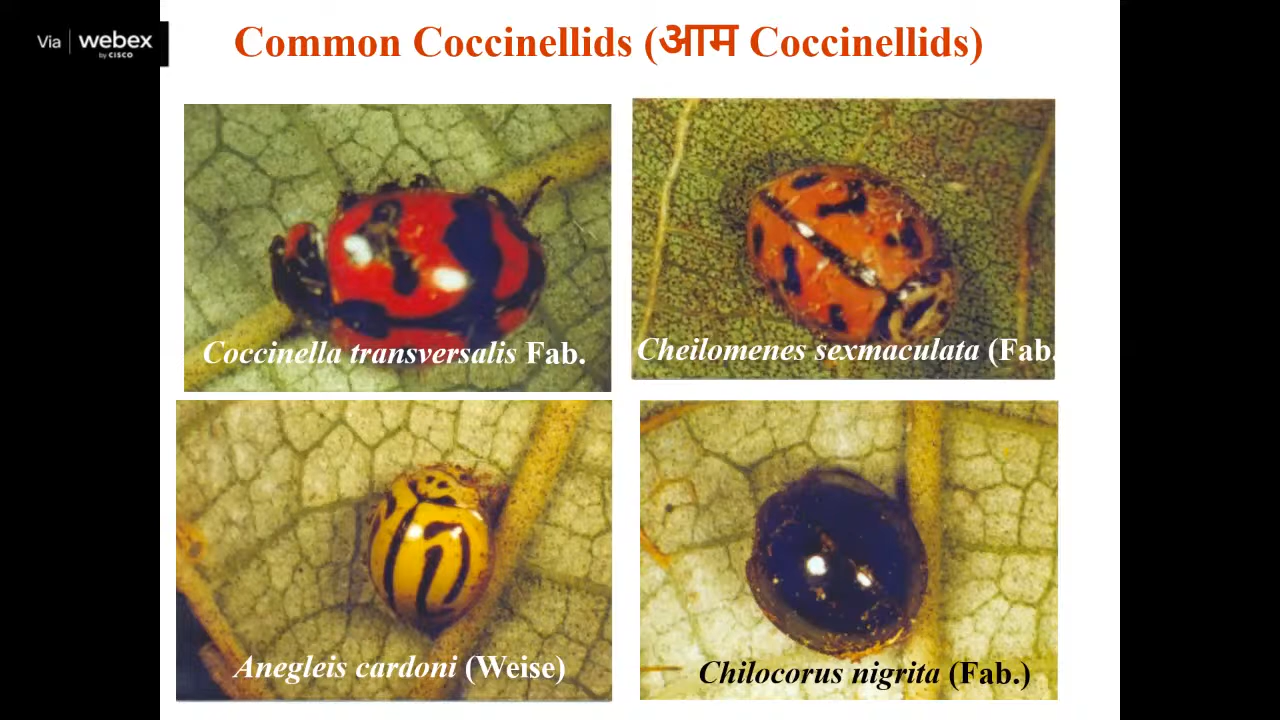 Via webex
by CISCO
Common Coccinellids (आम Coccinellids)
Coccinella transversalis Fab.
Cheilomenes sexmaculata (Fab.
Anegleis cardoni (Weise)
Chilocorus nigrita (Fab.)